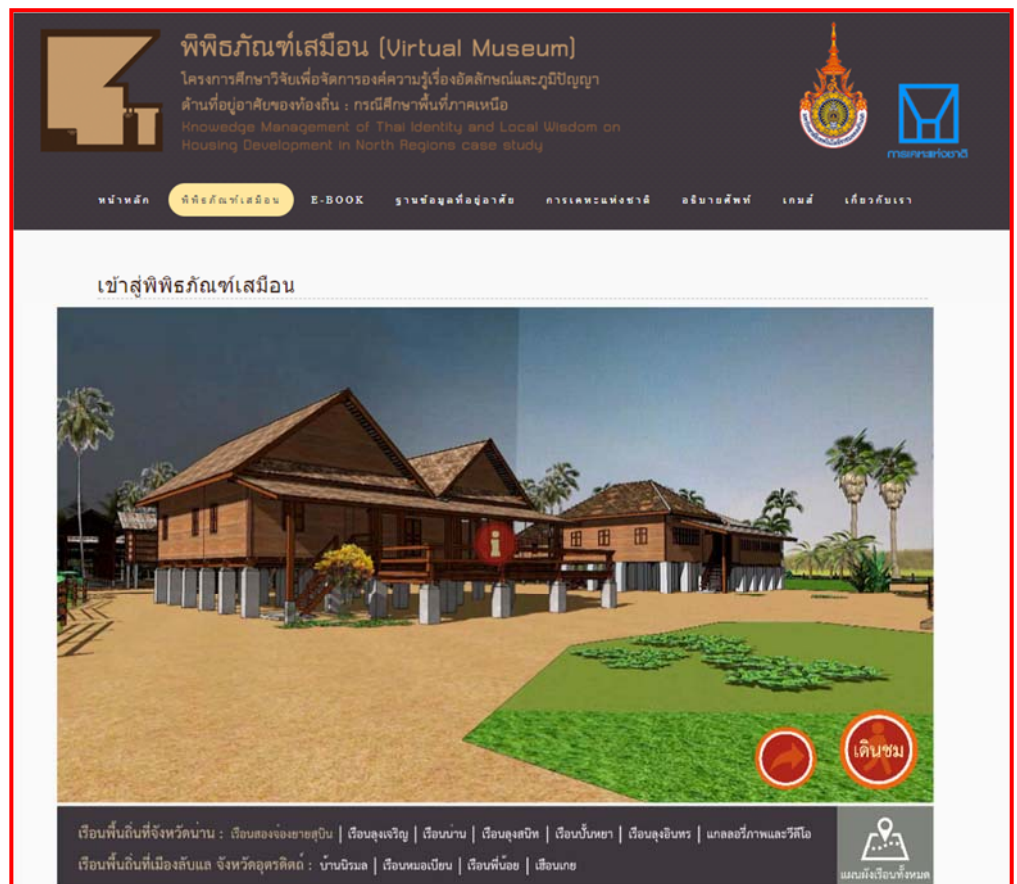 พิพิธภัณฑ์เสมือน (Virtual Museum)
โครงการศึกษาวิจัยเพื่อจัดการองค์ความรู้เรื่องอัตลักษณ์และภูมิปัญญา
ด้านที่อยู่อาศัยของท้องถิ่น : กรณีศึกษาพื้นที่ภาคเหนือ
Knowedge Management of Thai Identity and Local Wisdom on
Housing Development in North Regions case study
การเคหะแห่งชาติ
หน้าหลัก พิพิธภัณฑ์เสมือน E-BOOK ฐานข้อมูลที่อยู่อาศัย การเคหะแห่งชาติ อธิบายศัพท์ เกมส์ เกี่ยวกับเรา
เข้าสู่พิพิธภัณฑ์เสมือน
i
เดินชม
เรือนพื้นถิ่นที่จังหวัดน่าน : เรือนสองจองยายสุปิน | เรือนลุงเจริญ | เรือนน่าน | เรือนลุงสนิท | เรือนปั้นหยา | เรือนลุงอินทร | แกลลอรี่ภาพและวีดีโอ
เรือนพื้นถิ่นที่เมืองลับแล จังหวัดอุตรดิตถ์ : บ้านนิรมล | เรือนหมอเบียน | เรือนพี่น้อย | เฮือนเกย
แผนผังเรือนทั้งหมด